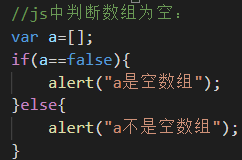 //js中判断数组为空：
var a=[];
if(a==false){
    alert("a是空数组");
}else{
    alert("a不是空数组");
}